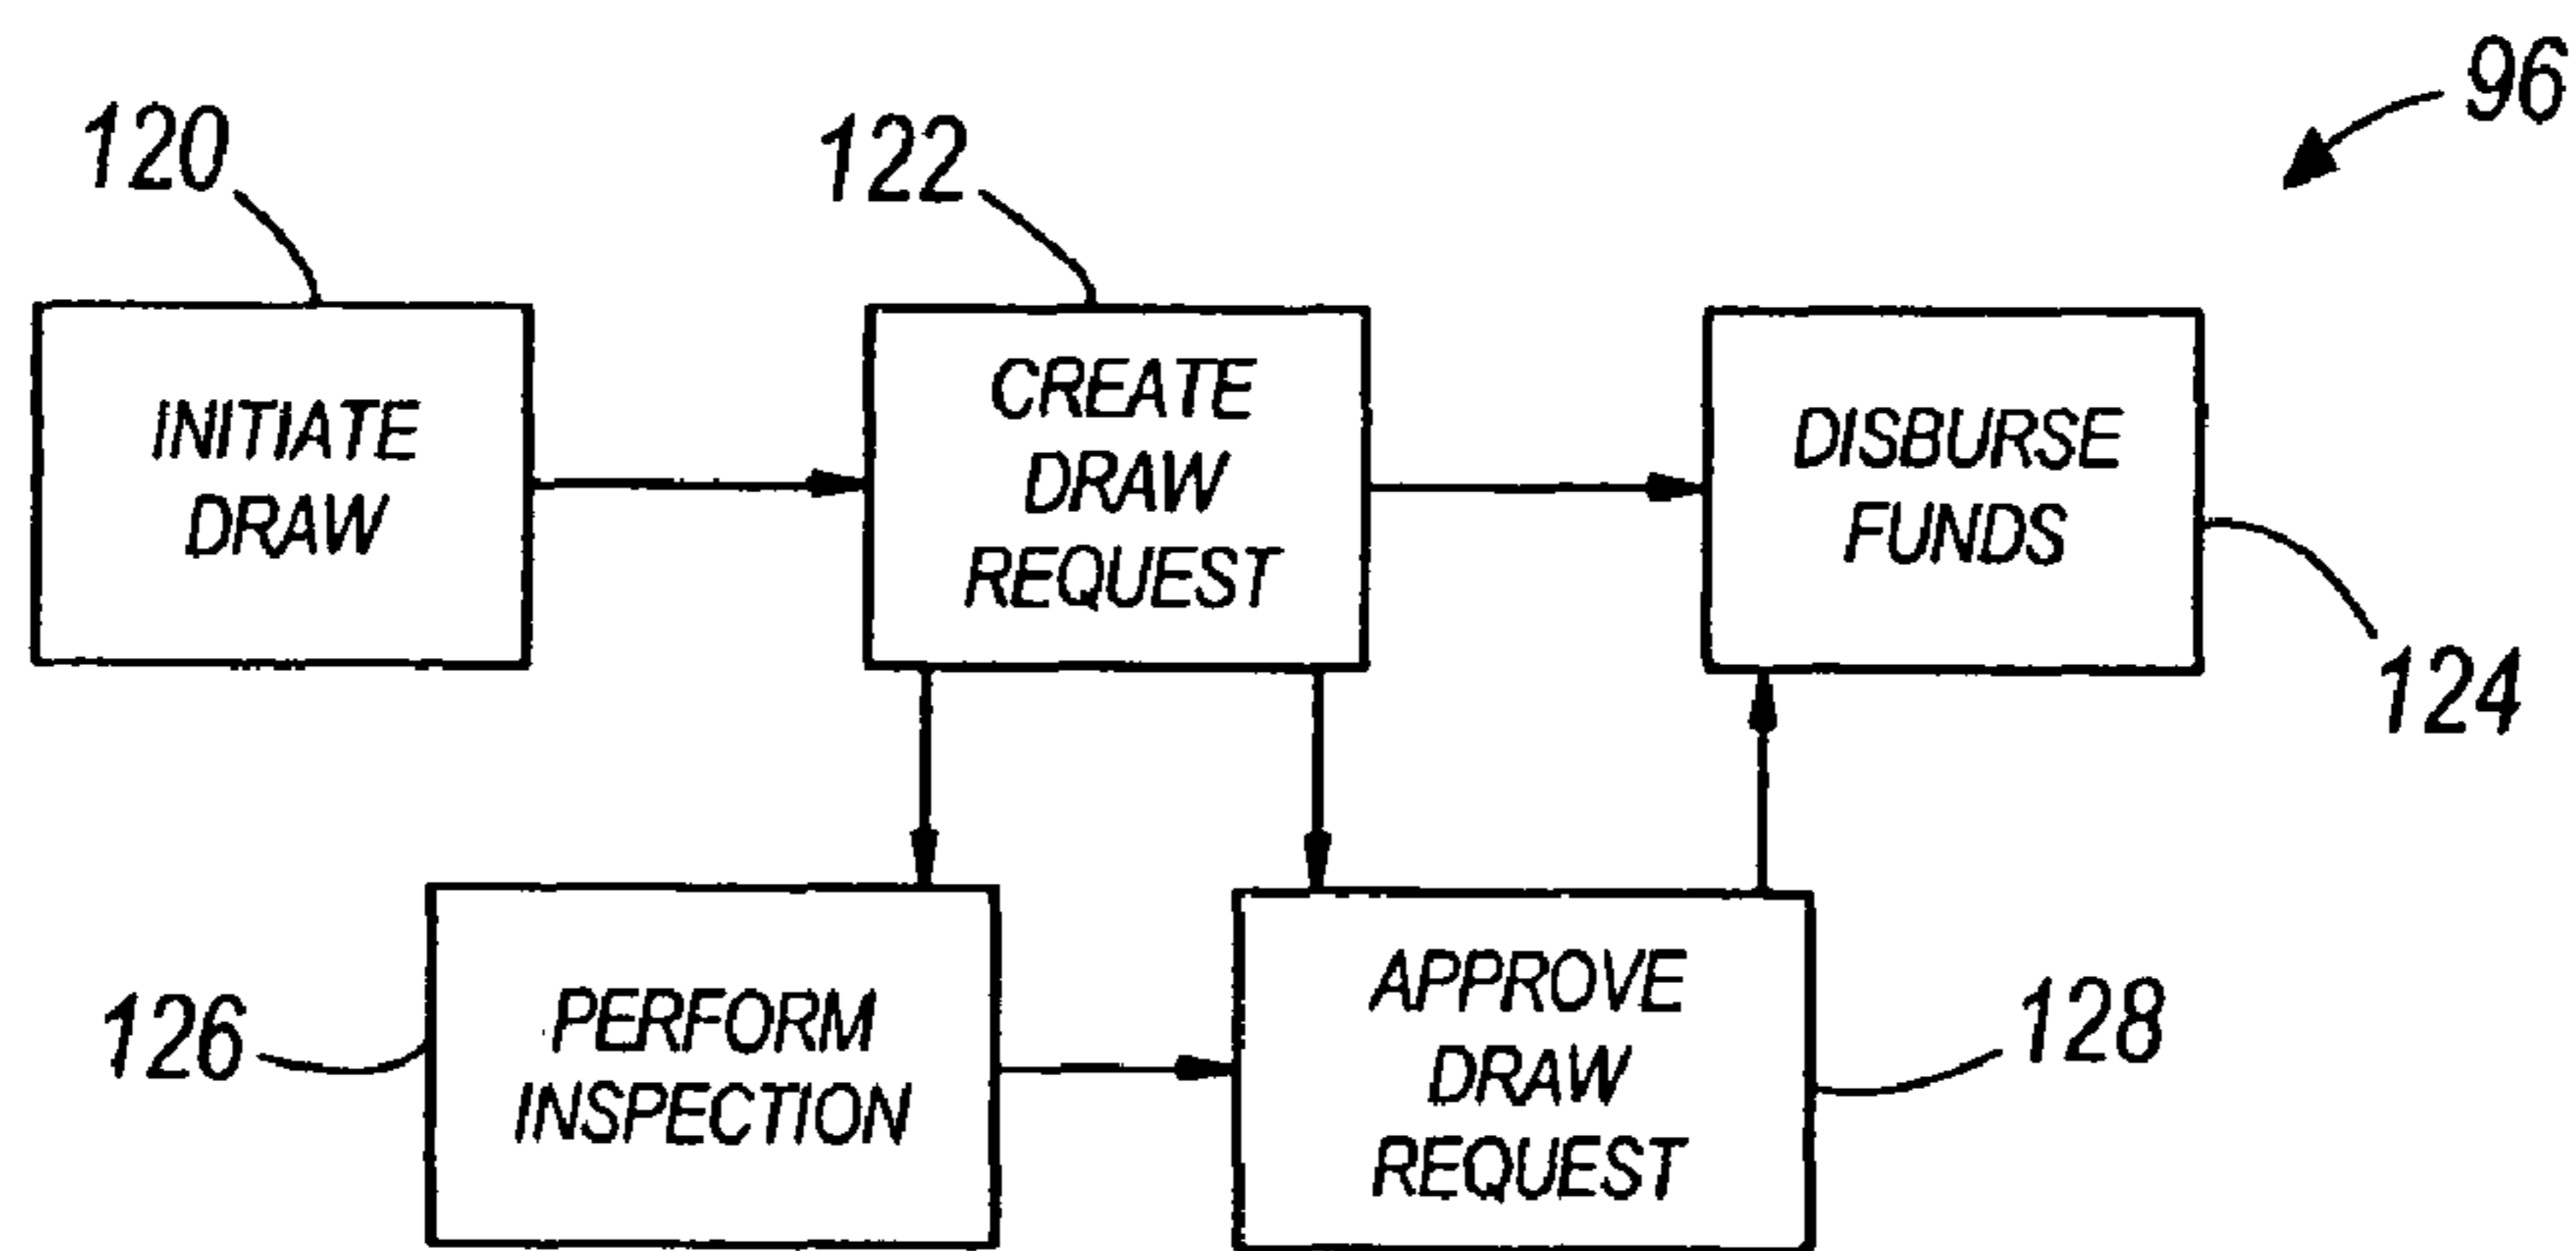 96
120
122
INITIATE
DRAW
CREATE
DRAW
REQUEST
DISBURSE
FUNDS
124
126
PERFORM
INSPECTION
APPROVE
DRAW
REQUEST
128